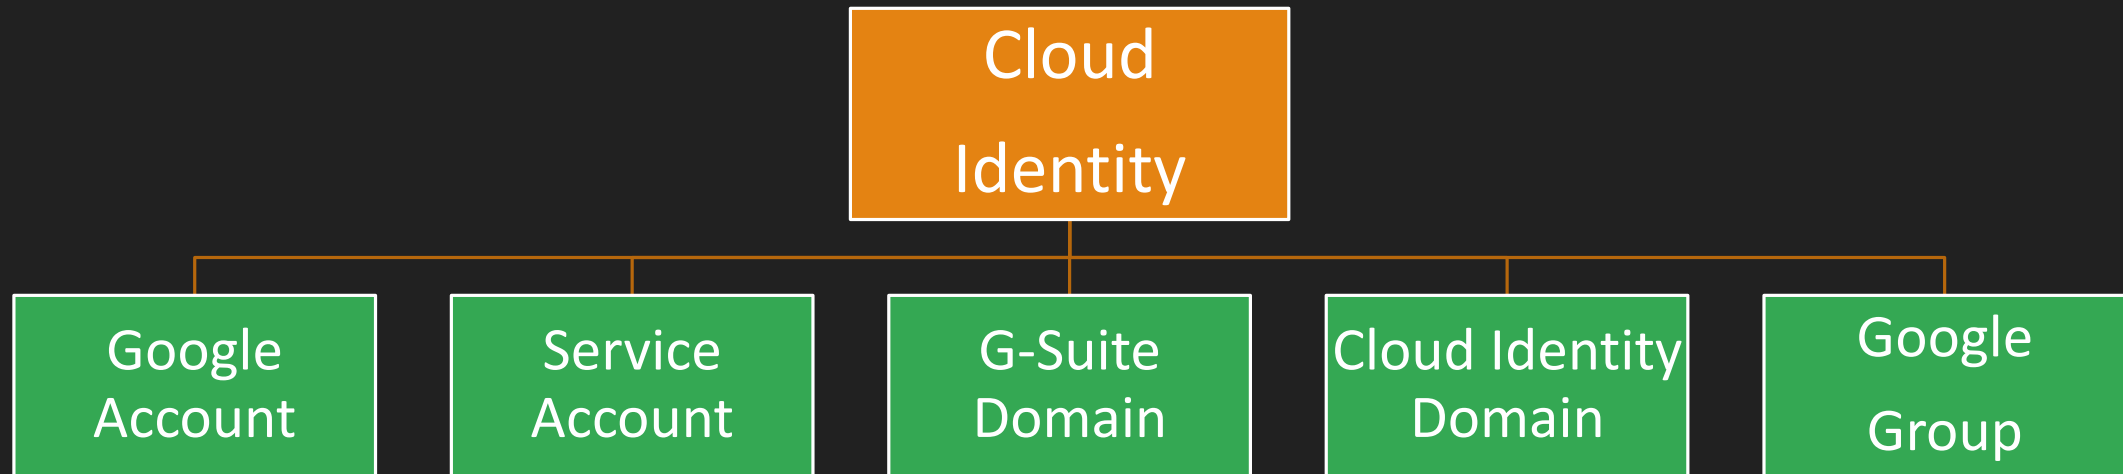 Cloud
Identity
Google
Account
Service
Account
G-Suite
Domain
Cloud Identity
Domain
Google
Group